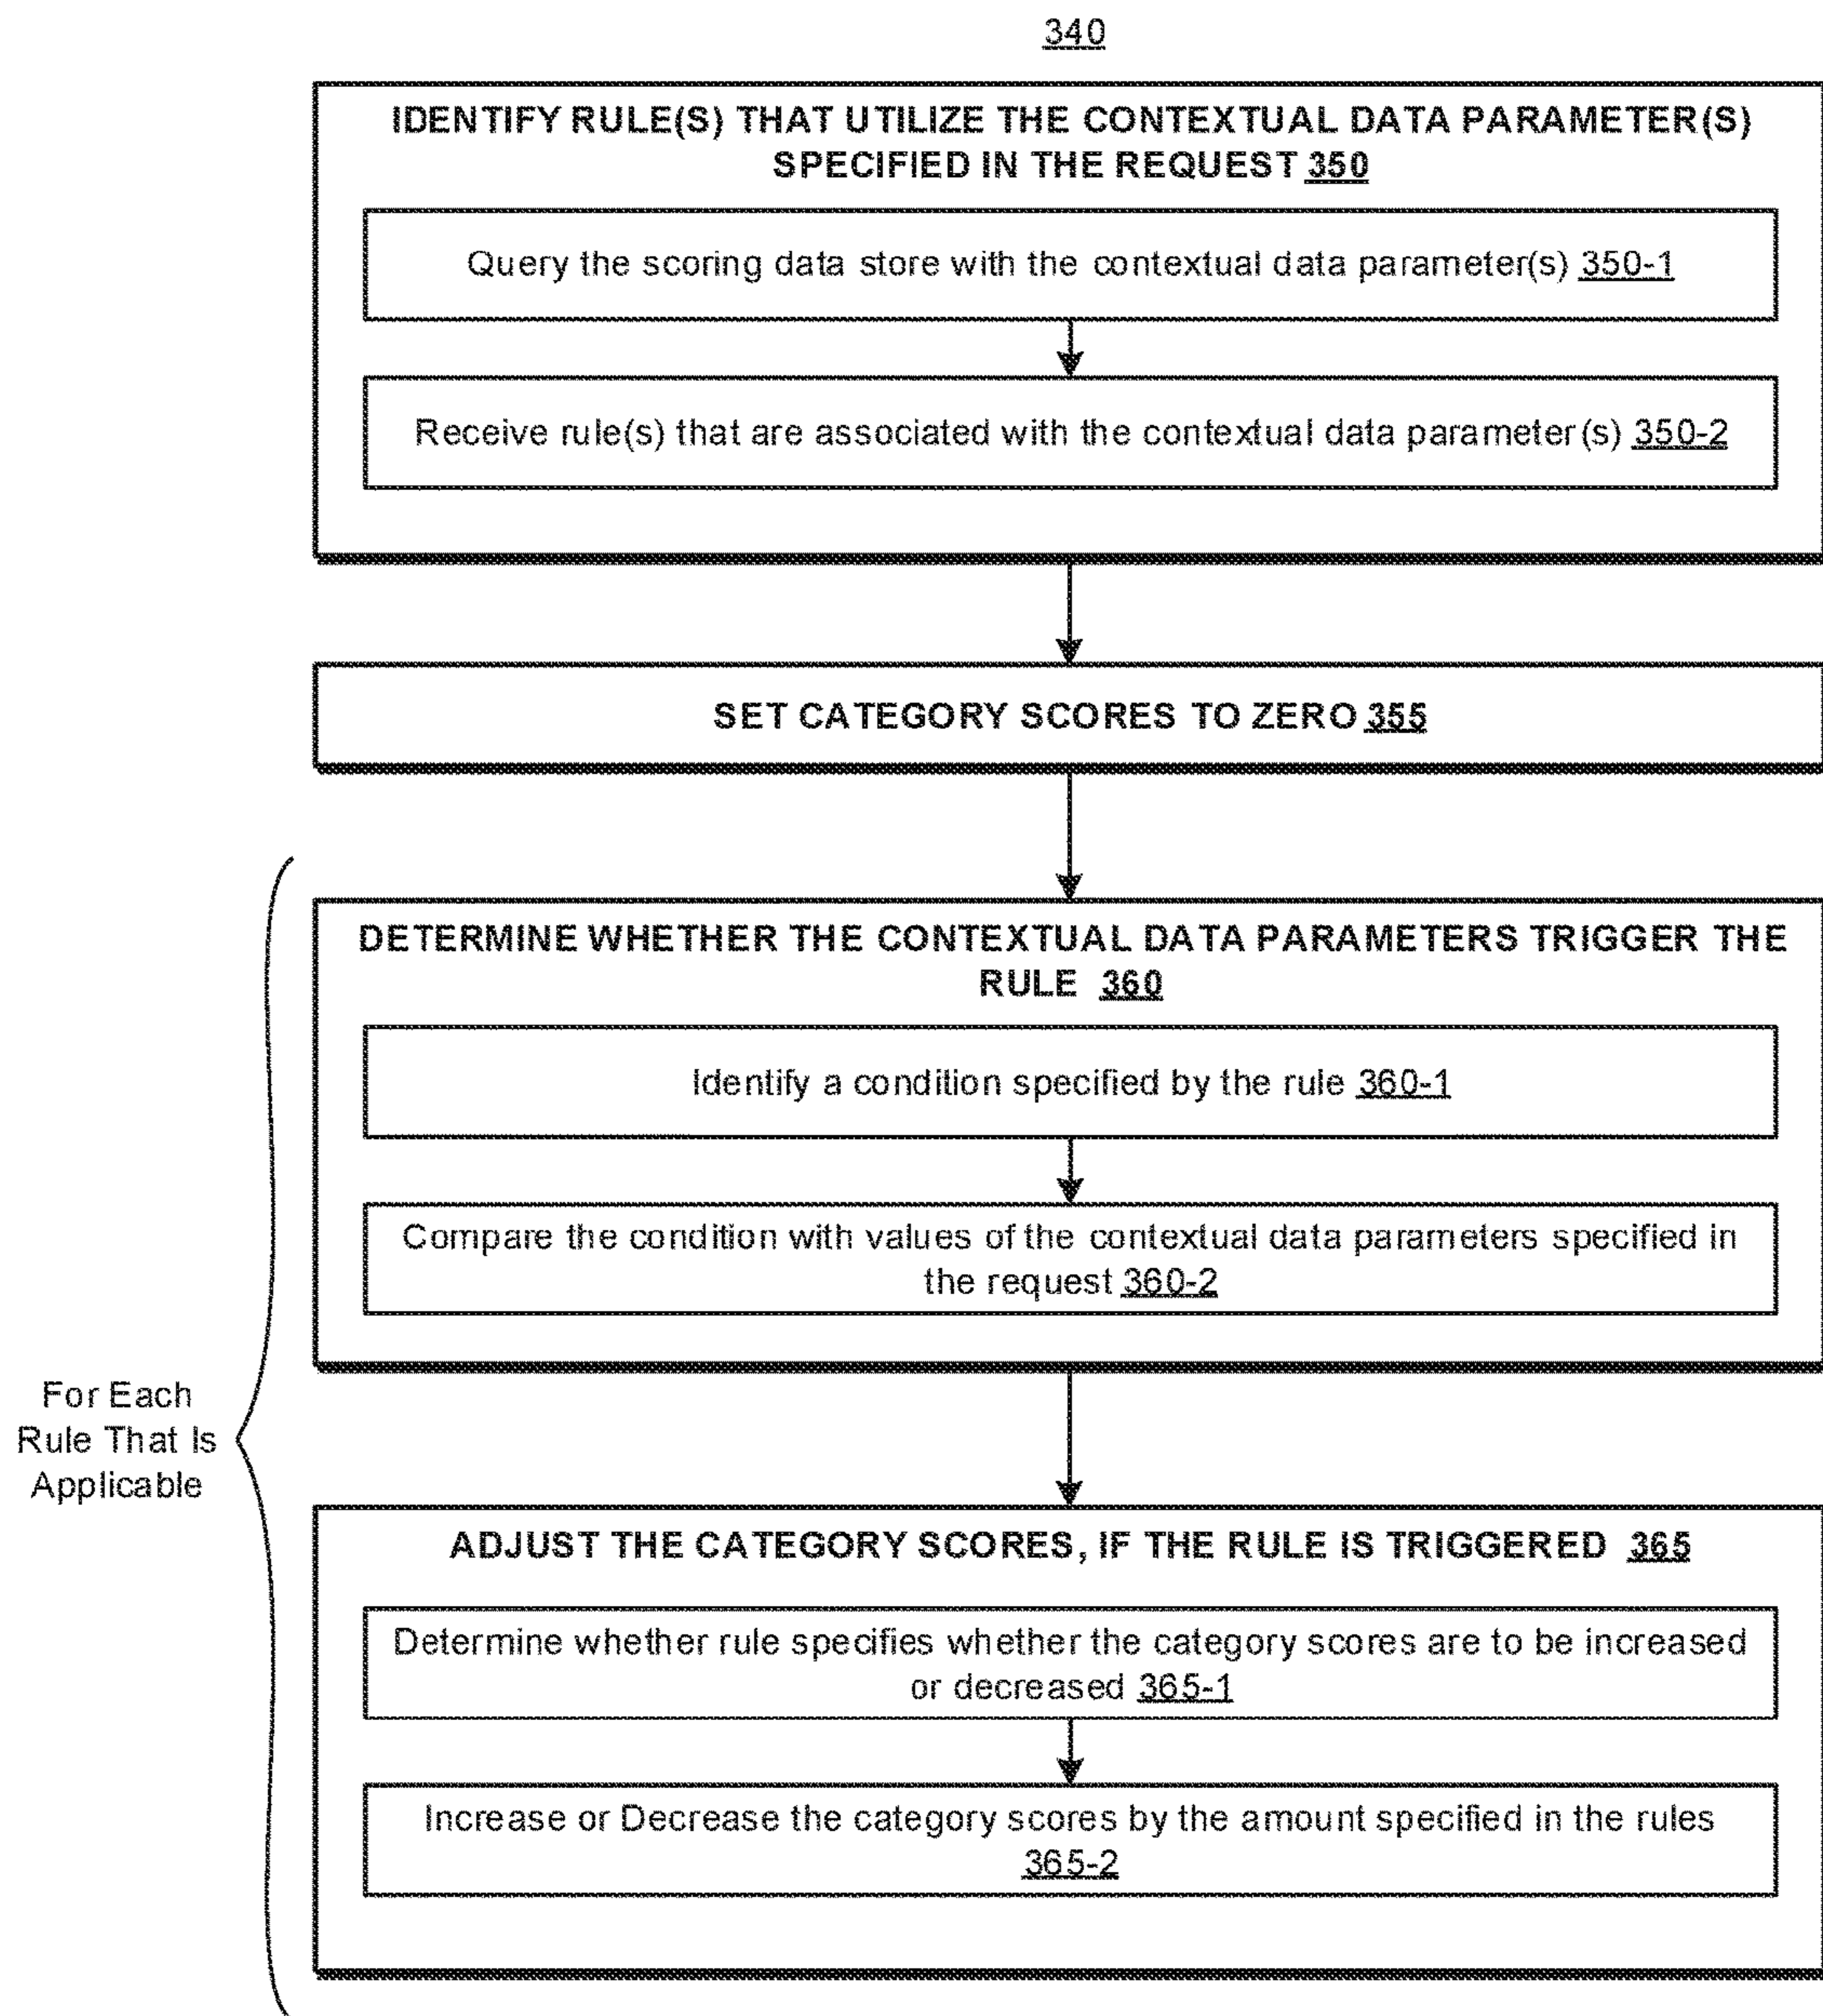 340
IDENTIFY RULE(S) THAT UTILIZE THE CONTEXTUAL DATA PARAMETER(S)
SPECIFIED IN THE REQUEST 350
Query the scoring data store with the contextual data parameter(s) 350-1
Receive rule(s) that are associated with the contextual data parameter(s) 350-2
SET CATEGORY SCORES TO ZERO 355
DETERMINE WHETHER THE CONTEXTUAL DATA PARAMETERS TRIGGER THE
RULE 360
Identify a condition specified by the rule 360-1
Compare the condition with values of the contextual data parameters specified in
the request 360-2
For Each
Rule That Is
Applicable
ADJUST THE CATEGORY SCORES, IF THE RULE IS TRIGGERED 365
Determine whether rule specifies whether the category scores are to be increased
or decreased 365-1
Increase or Decrease the category scores by the amount specified in the rules
365-2